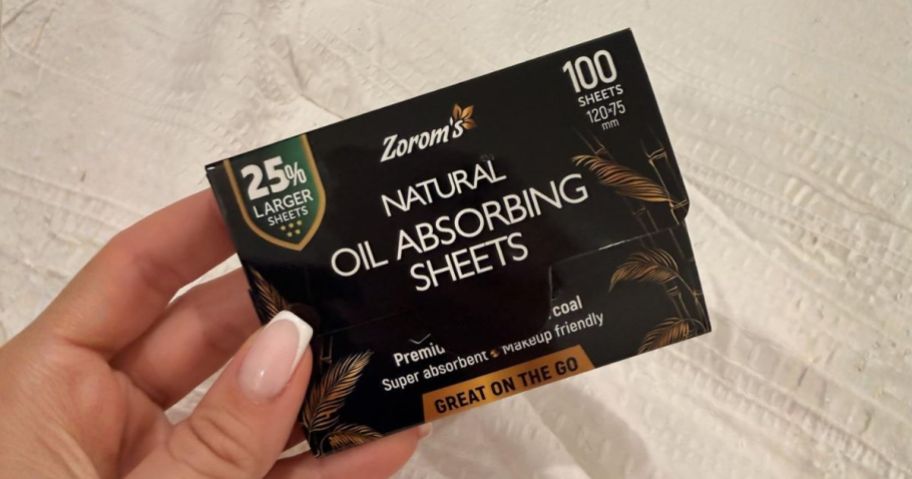 100
SHEETS
120×75
mm
Zorom's
25%
LARGER
SHEETS
NATURAL
OIL ABSORBING
SHEETS
Super absorbent Makeup friendly
GREAT ON THE GO